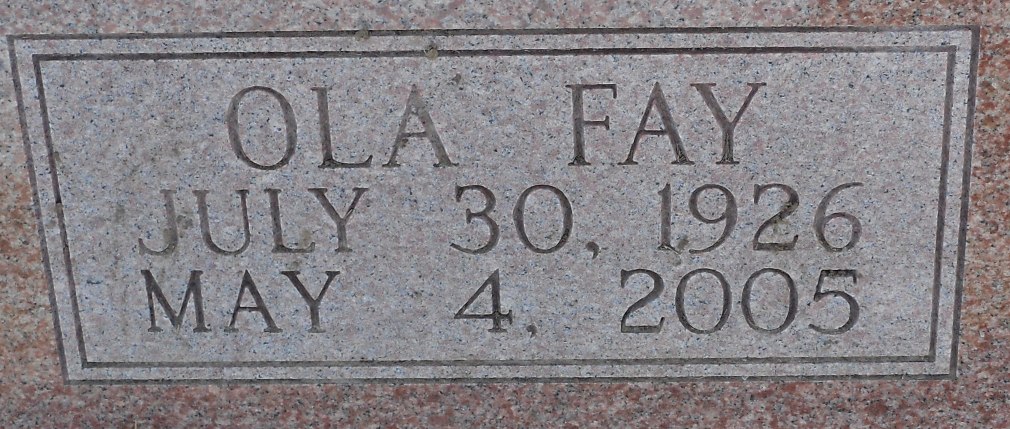 OLA FAY
JULY 30, 1926
MAY 4, 2005